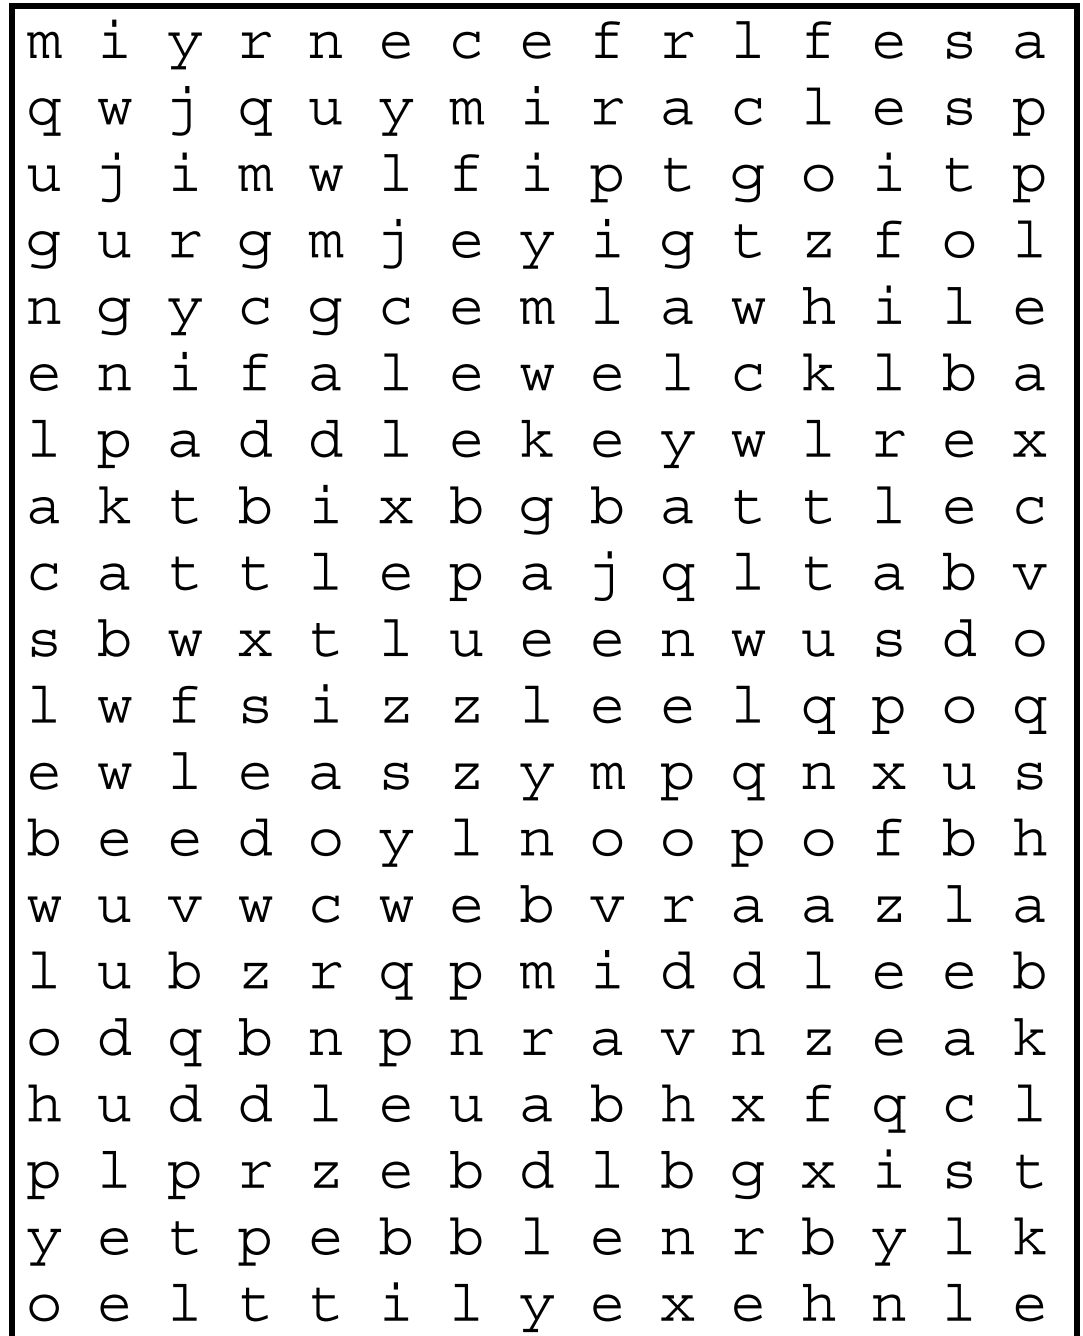 m i y r n e c e f r l f e s a
q w j q u y m i r a c l e s p
u j i m w l f i p t g o i t p
g u r g m j e y i g t z f o l
n g y c g c e m l a w h i l e
e n i f a l e w e l c k l b a
l p a d d l e k e y w l r e x
a k t b i x b g b a t t l e c
c a t t l e p a j q l t a b v
s b w x t l u e e n w u s d o
l w f s i z z l e e l q p o q
e w l e a s z y m p q n x u s
b e e d o y l n o o p o f b h
w u v w c w e b v r a a z l a
l u b z r q p m i d d l e e b
o d q b n p n r a v n z e a k
h u d d l e u a b h x f q c l
p l p r z e b d l b g x i s t
y e t p e b b l e n r b y l k
o e l t t i l y e x e h n l e